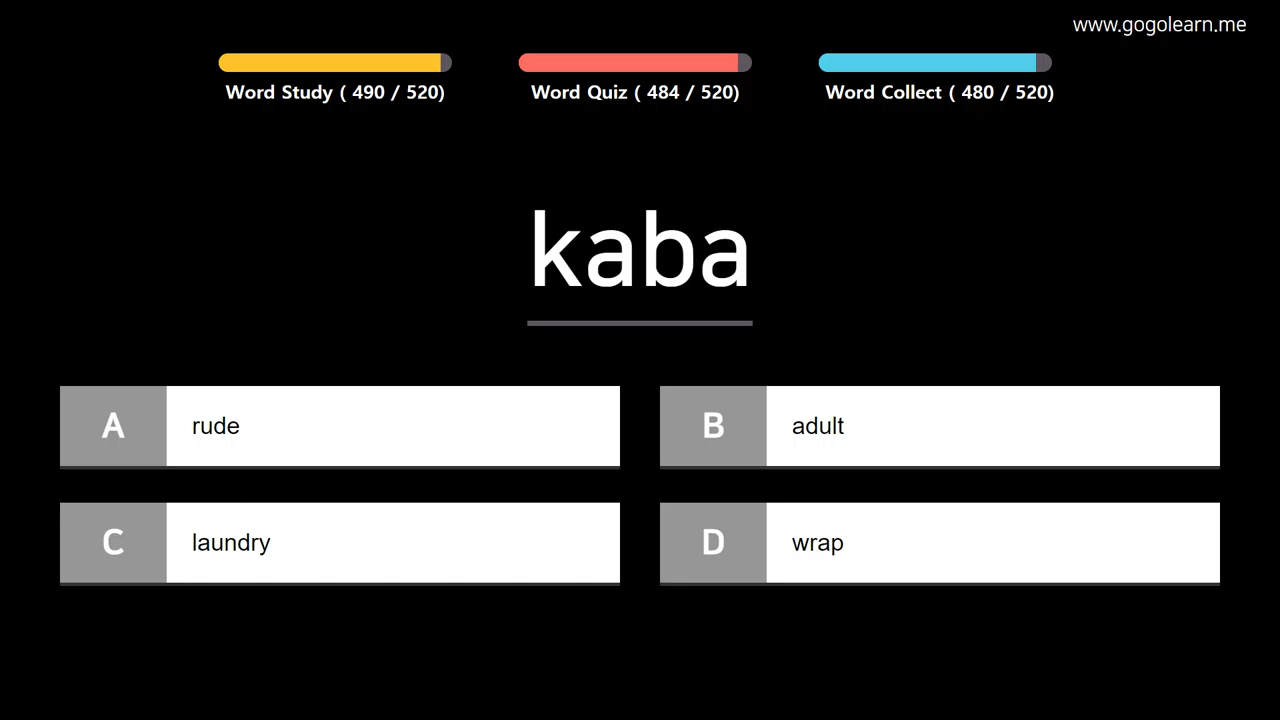 www.gogolearn.me
Word Study ( 490 / 520)
Word Quiz ( 484 / 520)
Word Collect ( 480 / 520)
kaba
A rude
B adult
C laundry
D wrap